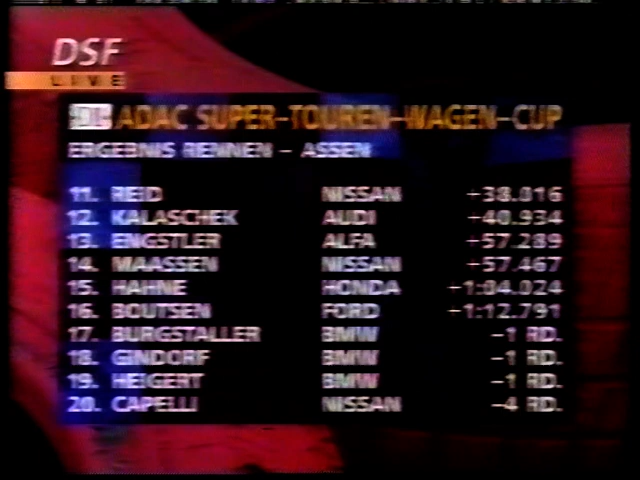 DSF
LIVE
ADAC SUPER-TOUREN-WAGEN-CUP
ERGEBNIS RENNEN - ASSEN
11. REID NISSAN +38.016
12. KALASCHEK AUDI +40.934
13. ENGSTLER ALFA +57.289
14. MAASSEN NISSAN +57.467
15. HAHNE HONDA +1:04.024
16. BOUTSEN FORD +1:12.791
17. BURGSTALLER BMW -1 RD.
18. GINDORF BMW -1 RD.
19. HEIGERT BMW -1 RD.
20. CAPELLI NISSAN -4 RD.